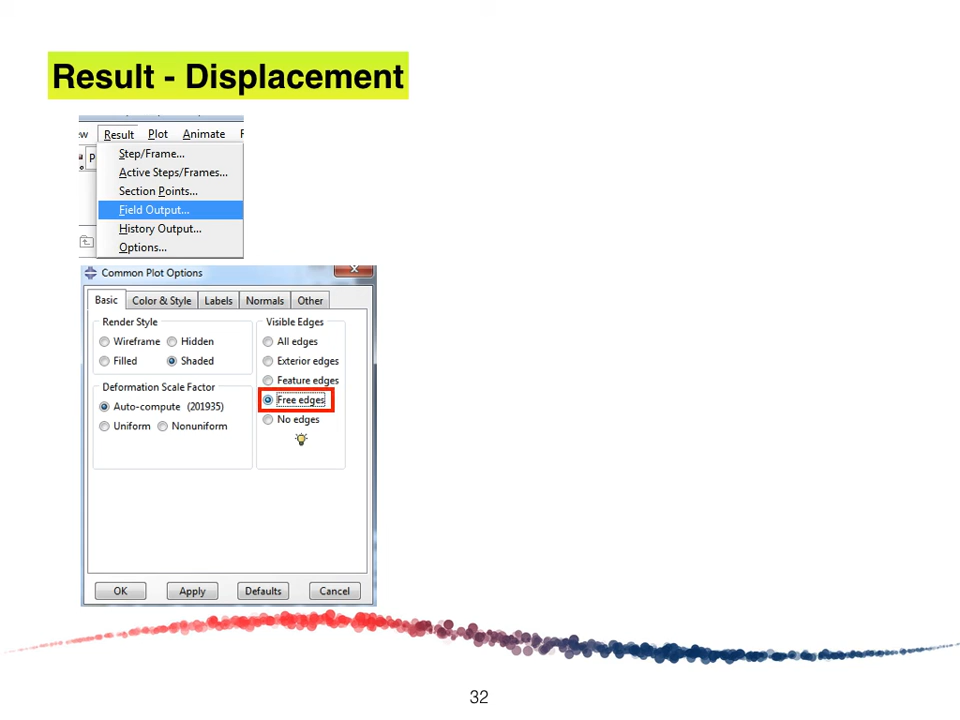 Result - Displacement
ew Result Plot Animate
Step/Frame...
Active Steps/Frames...
Section Points...
Field Output...
History Output...
Options...
Common Plot Options
Basic Color & Style Labels Normals Other
Render Style
Wireframe Hidden
Filled Shaded
Deformation Scale Factor
Auto-compute (201935)
Uniform Nonuniform
Visible Edges
All edges
Exterior edges
Feature edges
Free edges
No edges
OK Apply Defaults Cancel
32